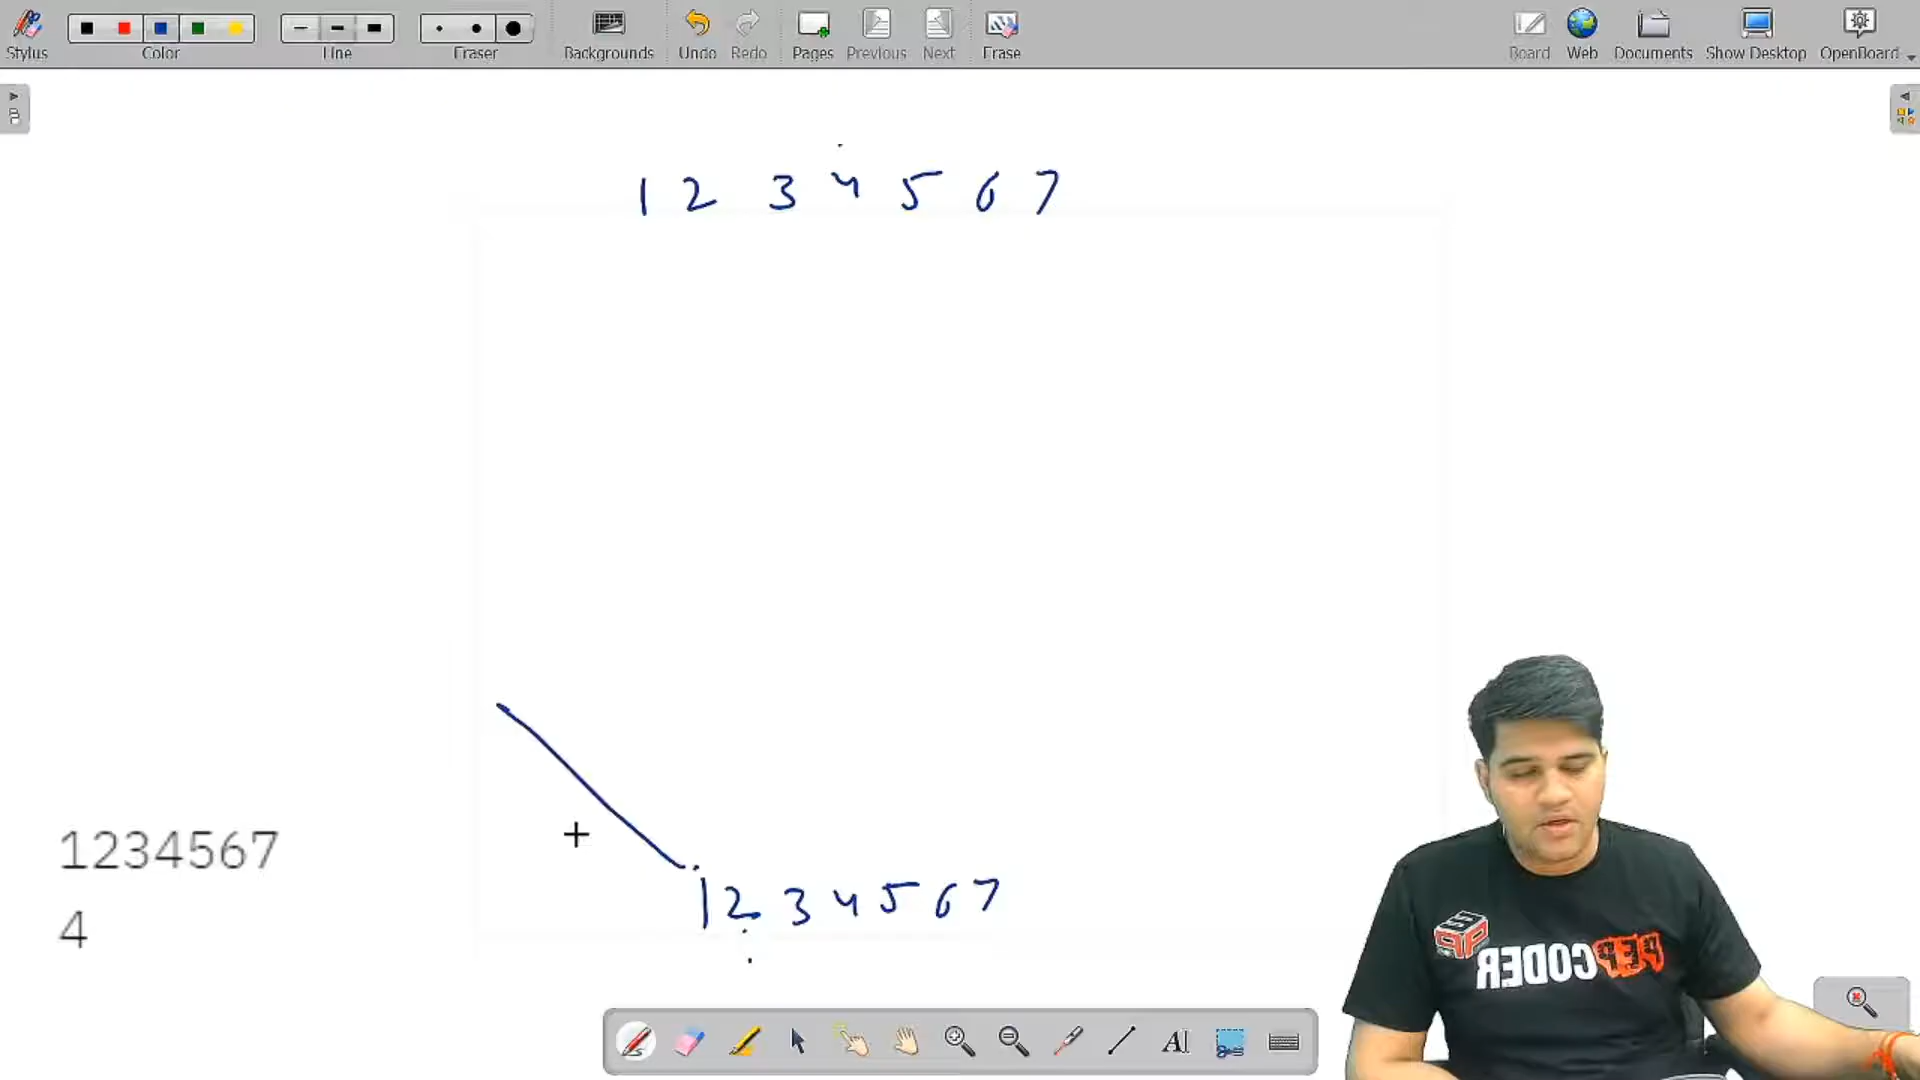 Stylus Color Line Eraser Backgrounds Undo Redo Pages Previous Next Erase Board Web Documents Show Desktop OpenBoard
1 2 3 4 5 6 7
1234567
4
1 2 3 4 5 6 7
PEPCODER